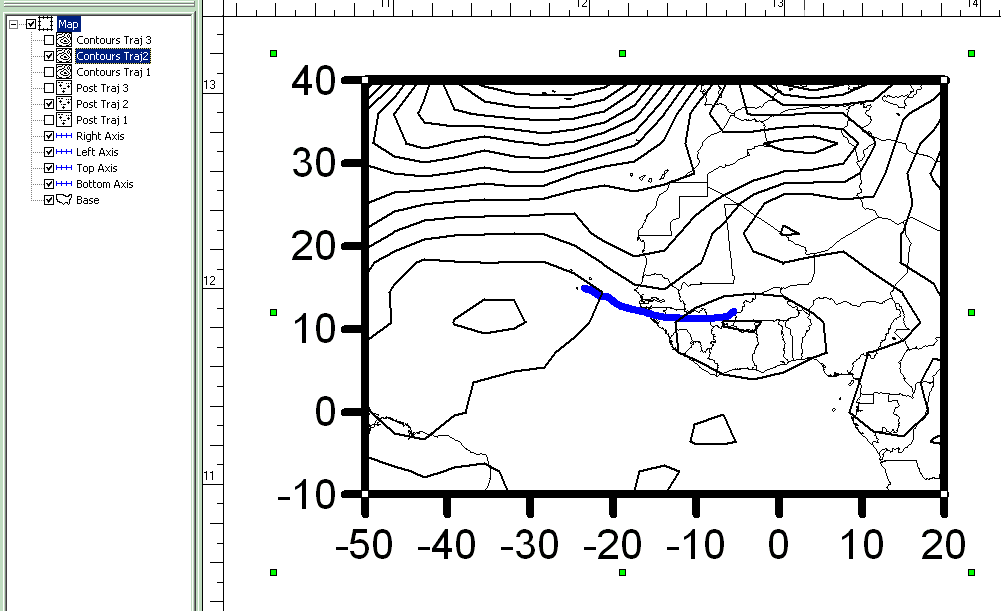 Map
Contours Traj 3
Contours Traj2
Contours Traj 1
Post Traj 3
Post Traj 2
Post Traj 1
Right Axis
Left Axis
Top Axis
Bottom Axis
Base
11 12 13 14
13
12
11
40
30
20
10
0
-10
-50 -40 -30 -20 -10 0 10 20